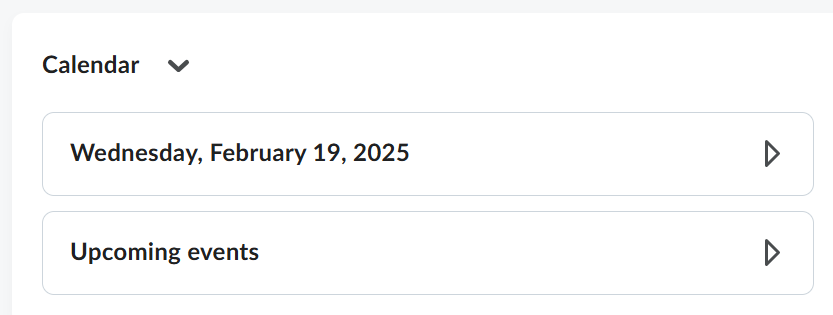 Calendar
Wednesday, February 19, 2025
Upcoming events